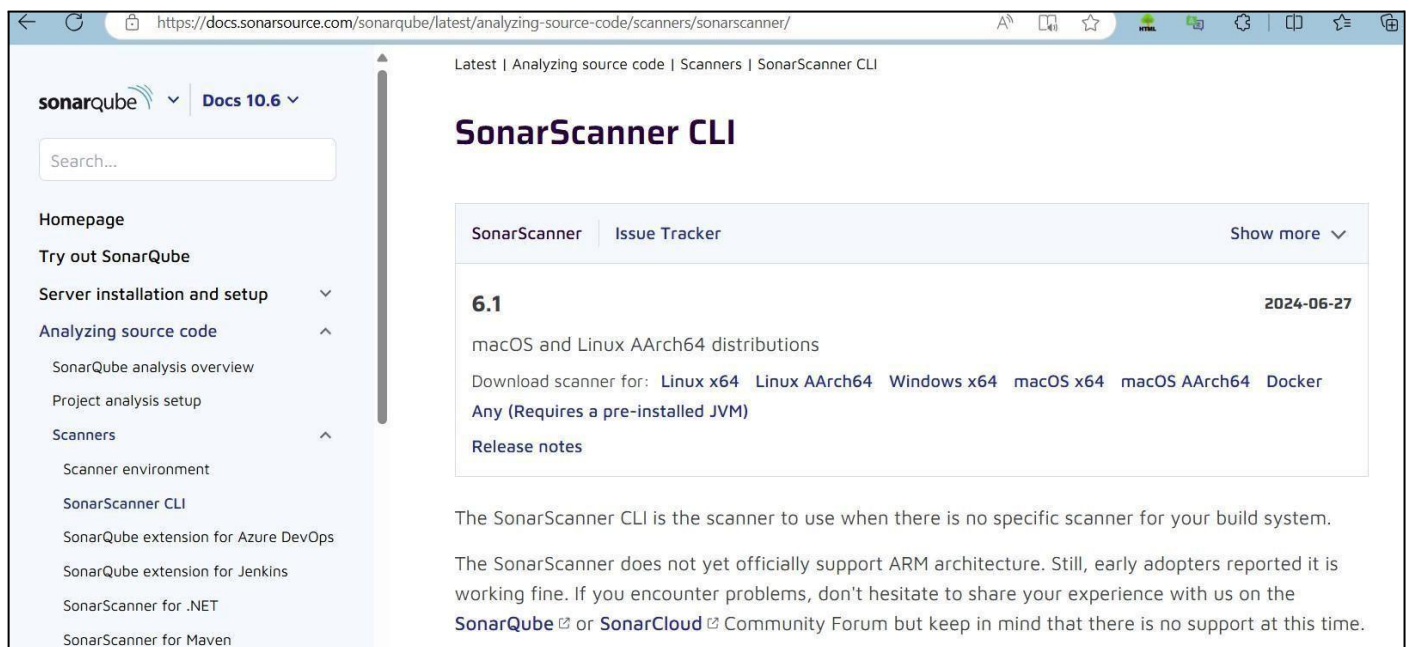 https://docs.sonarsource.com/sonarqube/latest/analyzing-source-code/scanners/sonarscanner/
HTML
sonarqube
Docs 10.6
Search...
Homepage
Try out SonarQube
Server installation and setup
Analyzing source code
SonarQube analysis overview
Project analysis setup
Scanners
Scanner environment
SonarScanner CLI
SonarQube extension for Azure DevOps
SonarQube extension for Jenkins
SonarScanner for .NET
SonarScanner for Maven
Latest | Analyzing source code | Scanners | SonarScanner CLI
SonarScanner CLI
SonarScanner Issue Tracker Show more
6.1 2024-06-27
macOS and Linux AArch64 distributions
Download scanner for: Linux x64 Linux AArch64 Windows x64 macOS x64 macOS AArch64 Docker
Any (Requires a pre-installed JVM)
Release notes
The SonarScanner CLI is the scanner to use when there is no specific scanner for your build system.
The SonarScanner does not yet officially support ARM architecture. Still, early adopters reported it is
working fine. If you encounter problems, don't hesitate to share your experience with us on the
SonarQube or SonarCloud Community Forum but keep in mind that there is no support at this time.